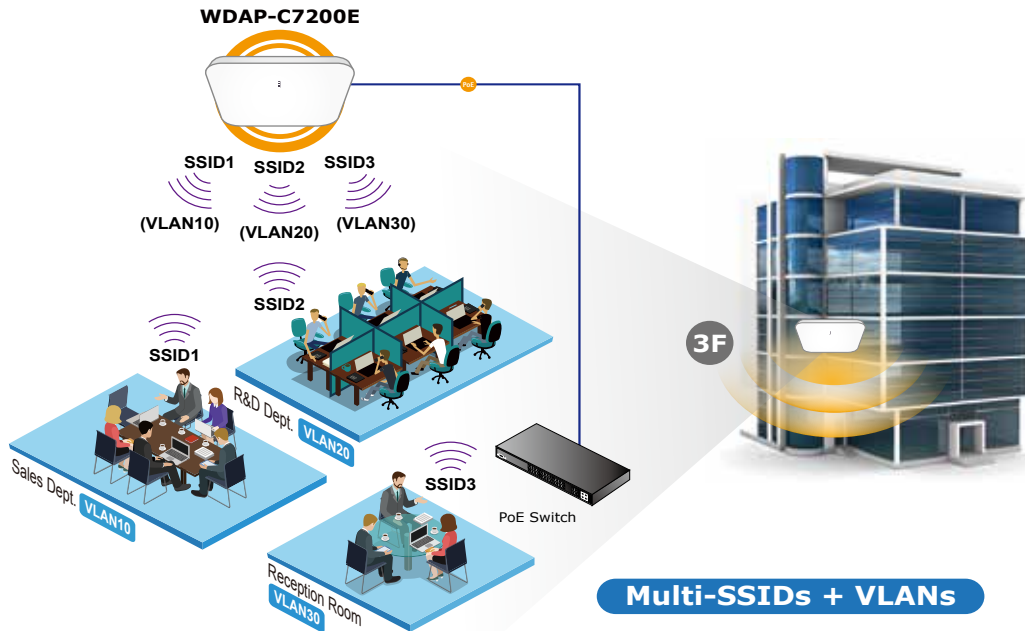 WDAP-C7200E
PoE
SSID1
SSID2
SSID3
(VLAN10)
(VLAN20)
(VLAN30)
SSID2
SSID1
R&D Dept.
VLAN20
3F
Sales Dept.
VLAN10
SSID3
PoE Switch
Reception Room
VLAN30
Multi-SSIDs + VLANs